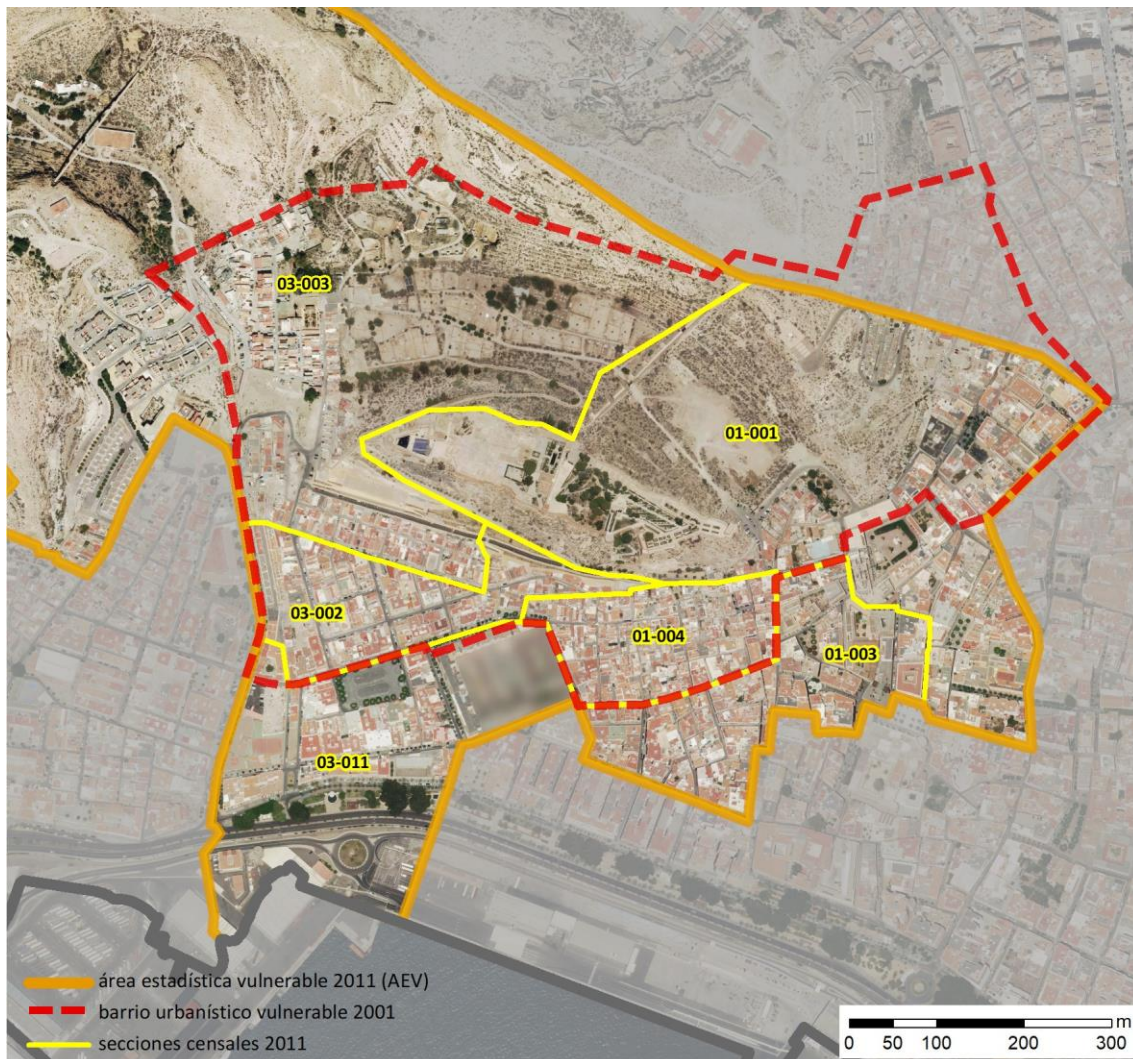 03-003
01-001
03-002
01-004
01-003
03-011
área estadística vulnerable 2011 (AEV)
barrio urbanístico vulnerable 2001
secciones censales 2011
m
0 50 100 200 300